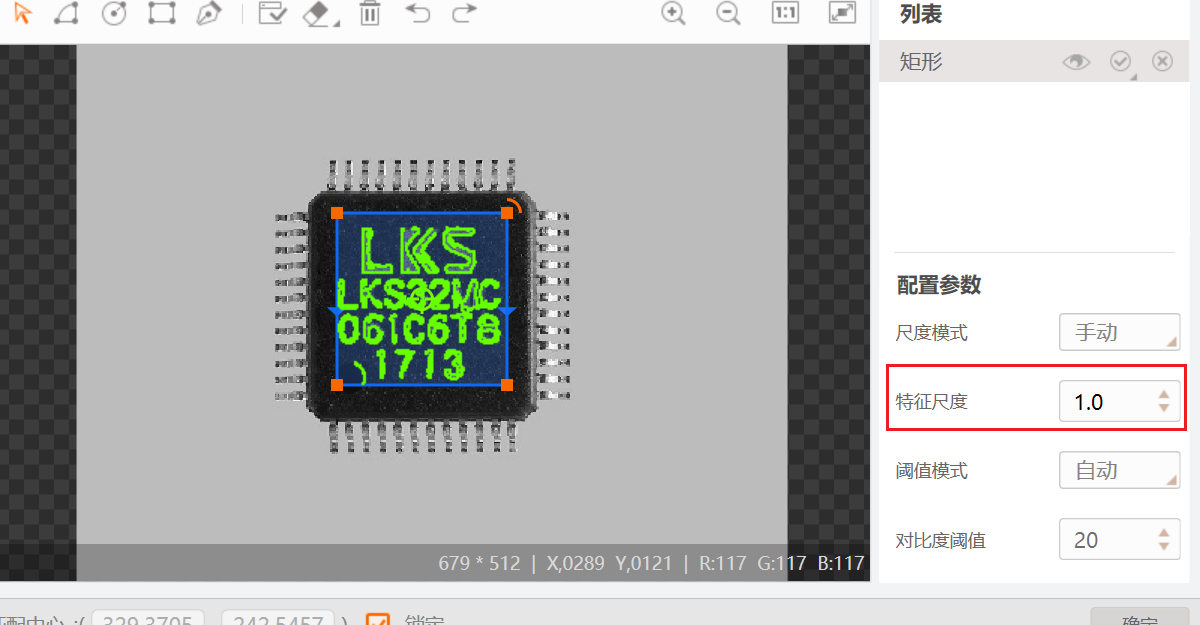 1:1
列表
矩形
LKS
LKS32MC
061C6T8
1713
配置参数
尺度模式
手动
特征尺度
1.0
阈值模式
自动
对比度阈值
20
679 * 512 | X,0289 Y,0121 | R:117 G:117 B:117
匹配中心 :( 329.3705 , 242.5457 ) 锁定
确定